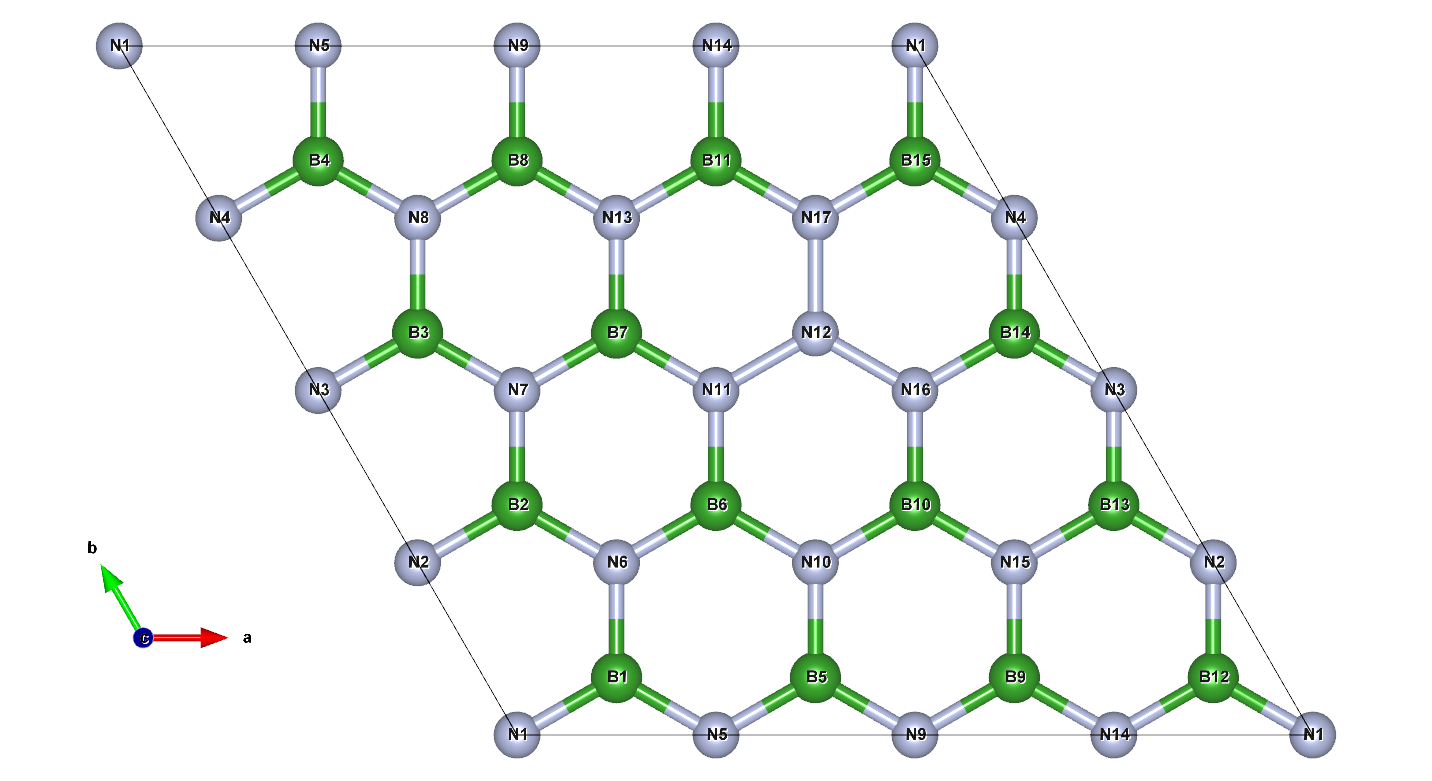 N1 N5 N9 N14 N1
B4 B8 B11 B15
N4 N8 N13 N17 N4
B3 B7 N12 B14
N3 N7 N11 N16 N3
B2 B6 B10 B13
b
N2 N6 N10 N15 N2
c a
B1 B5 B9 B12
N1 N5 N9 N14 N1